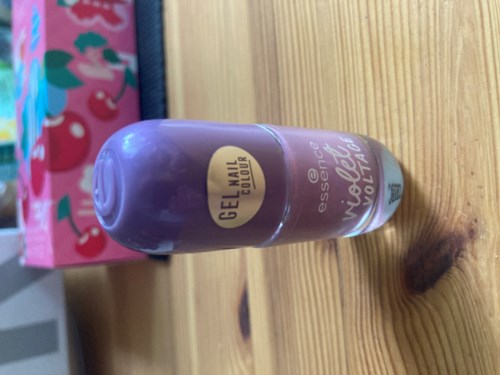 GEL
NAIL
COLOUR
essence
violet
VOLTAGE